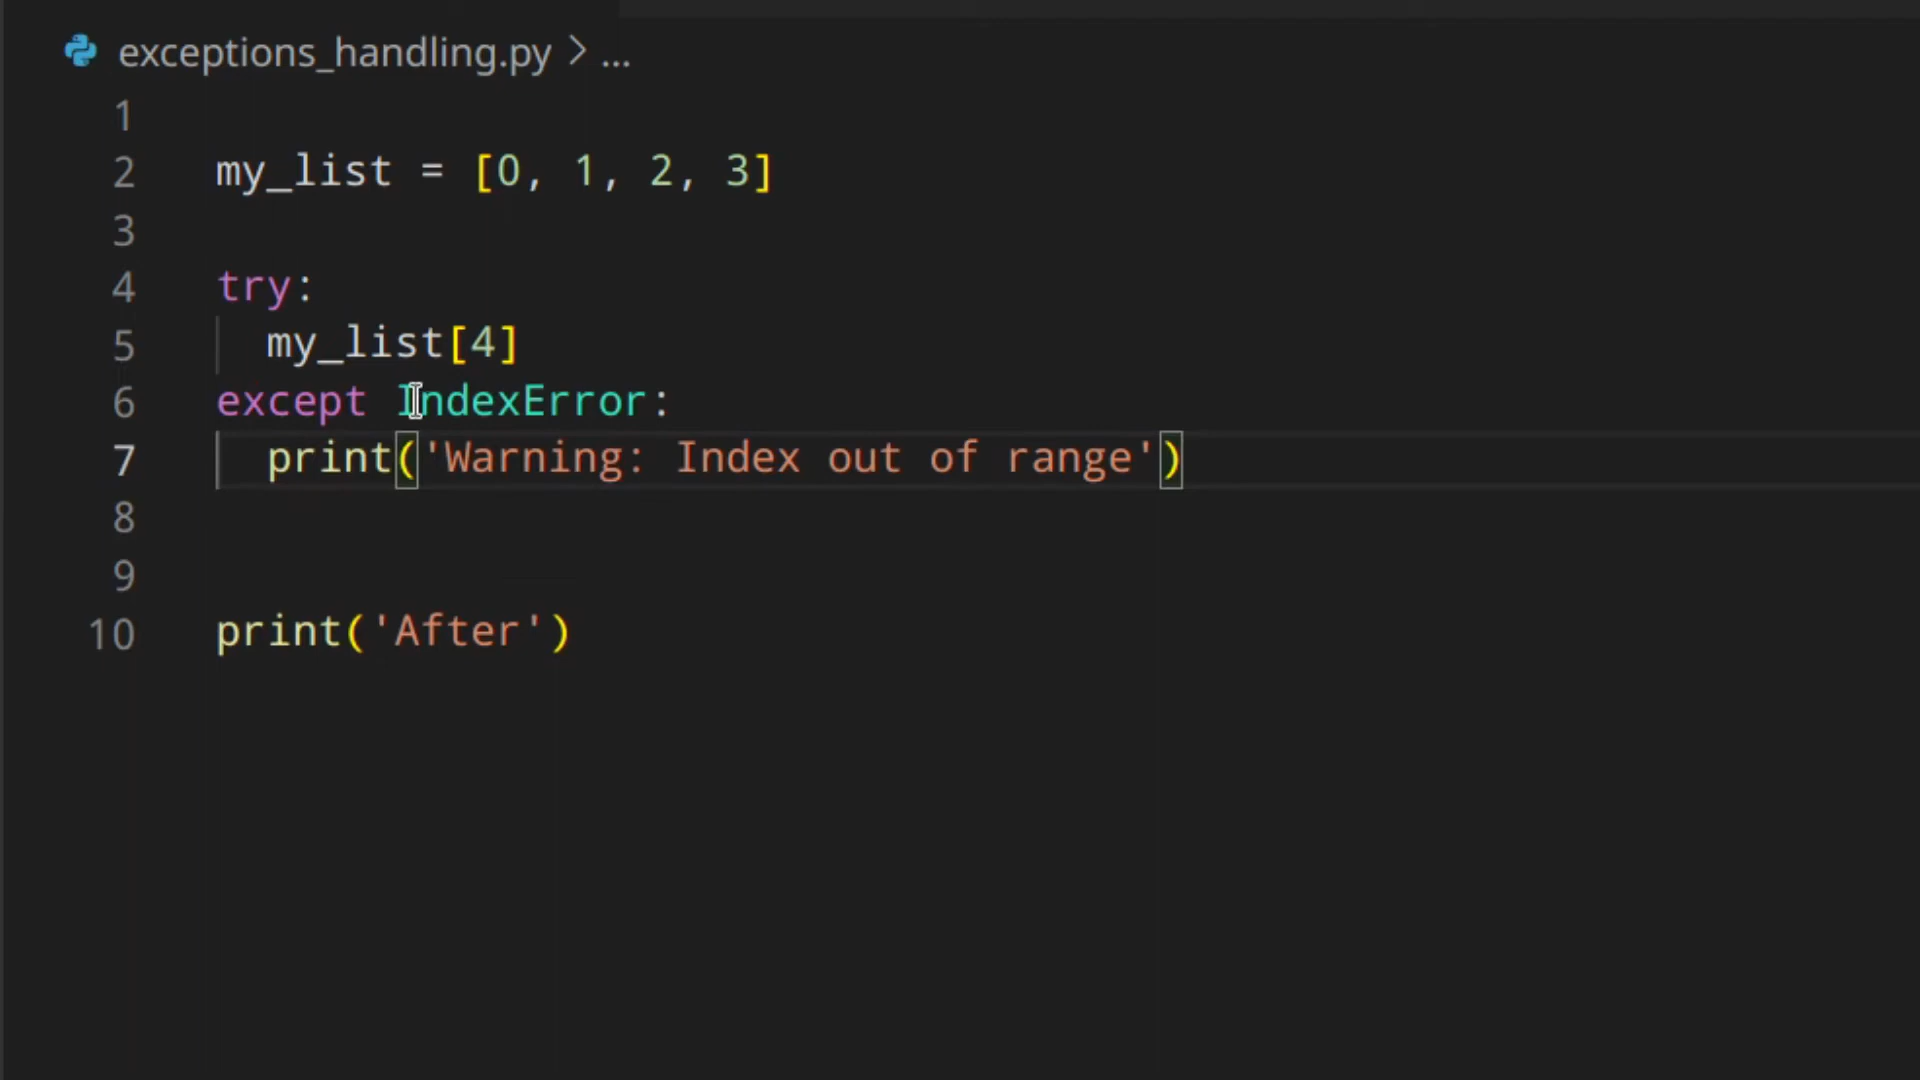 exceptions_handling.py > ...
1
2 my_list = [0, 1, 2, 3]
3
4 try:
5   my_list[4]
6 except IndexError:
7   print('Warning: Index out of range')
8
9
10 print('After')